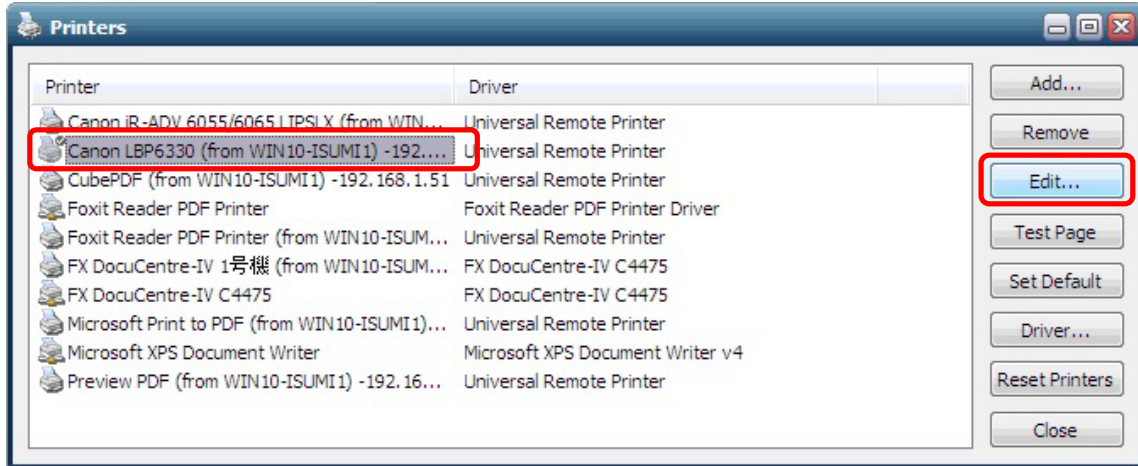 Printers
Printer Driver
Canon iR-ADV 6055/6065 LIPSLX (from WIN... Universal Remote Printer
Canon LBP6330 (from WIN10-ISUMI1) -192.... Universal Remote Printer
CubePDF (from WIN10-ISUMI1) -192.168.1.51 Universal Remote Printer
Foxit Reader PDF Printer Foxit Reader PDF Printer Driver
Foxit Reader PDF Printer (from WIN10-ISUM... Universal Remote Printer
FX DocuCentre-IV 1号機 (from WIN10-ISUM... FX DocuCentre-IV C4475
FX DocuCentre-IV C4475 FX DocuCentre-IV C4475
Microsoft Print to PDF (from WIN10-ISUMI1)... Universal Remote Printer
Microsoft XPS Document Writer Microsoft XPS Document Writer v4
Preview PDF (from WIN10-ISUMI1) -192.16... Universal Remote Printer
Add...
Remove
Edit...
Test Page
Set Default
Driver...
Reset Printers
Close